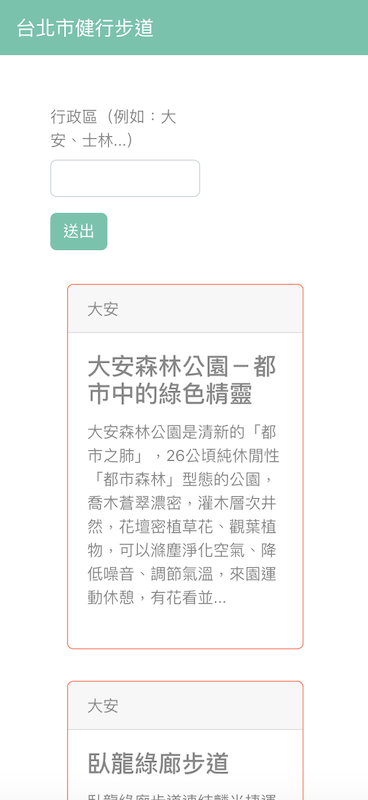 台北市健行步道
行政區（例如：大
安、士林...）
送出
大安
大安森林公園－都
市中的綠色精靈
大安森林公園是清新的「都
市之肺」，26公頃純休閒性
「都市森林」型態的公園，
喬木蒼翠濃密，灌木層次井
然，花壇密植草花、觀葉植
物，可以滌塵淨化空氣、降
低噪音、調節氣溫，來園運
動休憩，有花看並...
大安
臥龍綠廊步道